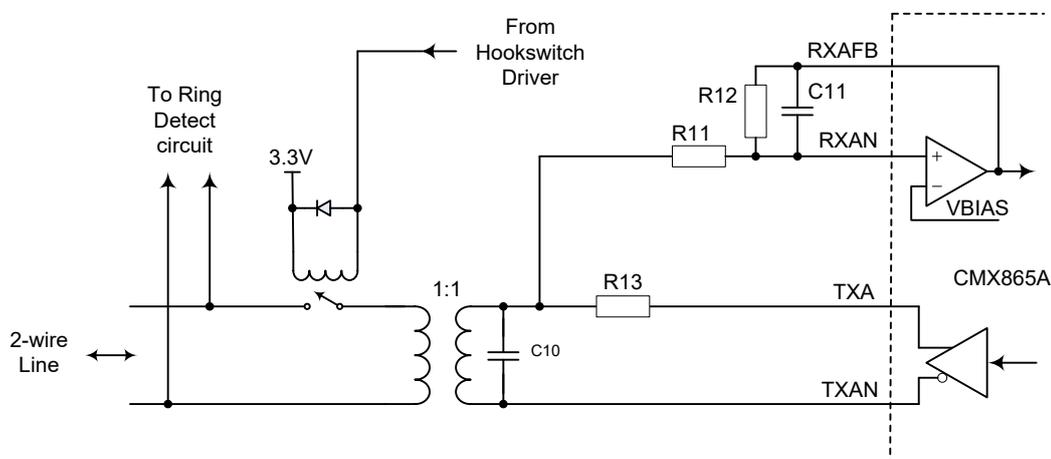 From
Hookswitch
Driver
To Ring
Detect
circuit
3.3V
RXAFB
R12
C11
R11
RXAN
+
−
VBIAS
CMX865A
1:1
R13
TXA
2-wire
Line
C10
TXAN